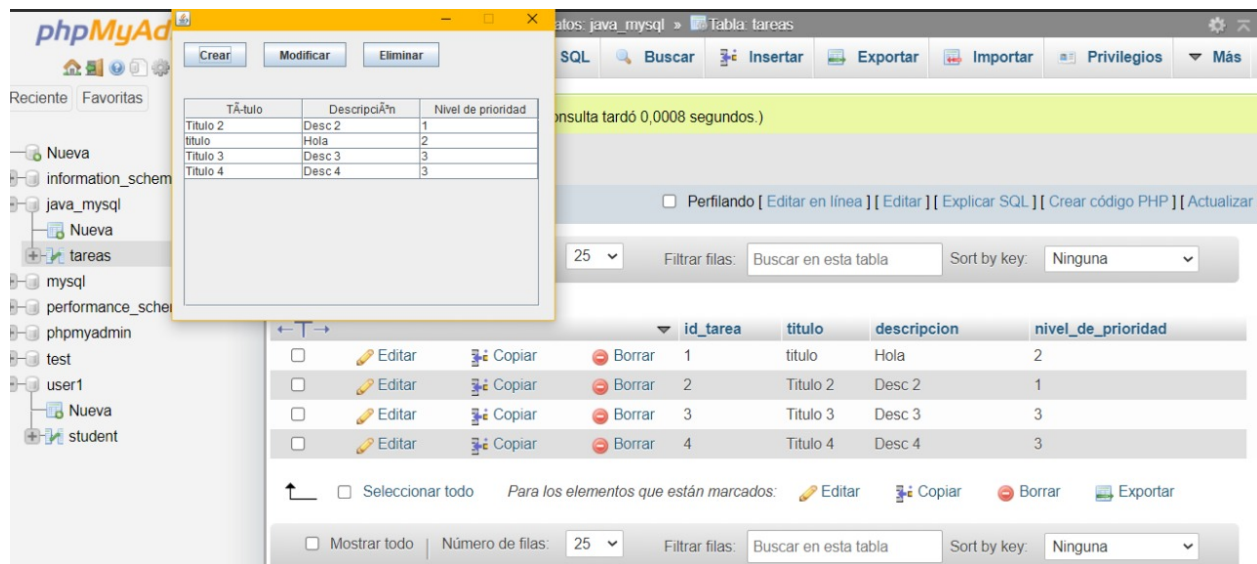 phpMyAd
atos: java_mysql » Tabla: tareas
Crear Modificar Eliminar
SQL Buscar Insertar Exportar Importar Privilegios Más
Reciente Favoritas
TÃ­tulo DescripciÃ³n Nivel de prioridad
Titulo 2 Desc 2 1
titulo Hola 2
Titulo 3 Desc 3 3
Titulo 4 Desc 4 3
onsulta tardó 0,0008 segundos.)
Nueva
information_schem
java_mysql
Nueva
tareas
mysql
performance_scher
phpmyadmin
test
user1
Nueva
student
Perfilando [ Editar en línea ] [ Editar ] [ Explicar SQL ] [ Crear código PHP ] [ Actualizar
25 Filtrar filas: Buscar en esta tabla Sort by key: Ninguna
←T→ id_tarea titulo descripcion nivel_de_prioridad
Editar Copiar Borrar 1 titulo Hola 2
Editar Copiar Borrar 2 Titulo 2 Desc 2 1
Editar Copiar Borrar 3 Titulo 3 Desc 3 3
Editar Copiar Borrar 4 Titulo 4 Desc 4 3
Seleccionar todo Para los elementos que están marcados: Editar Copiar Borrar Exportar
Mostrar todo | Número de filas: 25 Filtrar filas: Buscar en esta tabla Sort by key: Ninguna